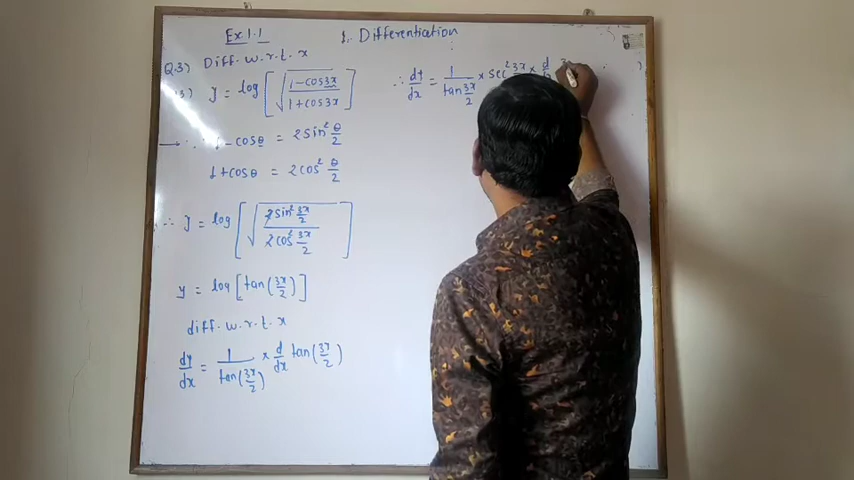 Ex 1.1
1. Differentiation
Q.3) Diff. w.r.t. x
3) y = log [√(1-cos3x / 1+cos3x)]
→ ∵ 1-cosθ = 2sin² θ/2
1+cosθ = 2cos² θ/2
∴ y = log [√(2sin² 3x/2 / 2cos² 3x/2)]
y = log [tan(3x/2)]
diff. w.r.t. x
dy/dx = 1/tan(3x/2) × d/dx tan(3x/2)
∴ dy/dx = 1/tan 3x/2 × sec² 3x × d